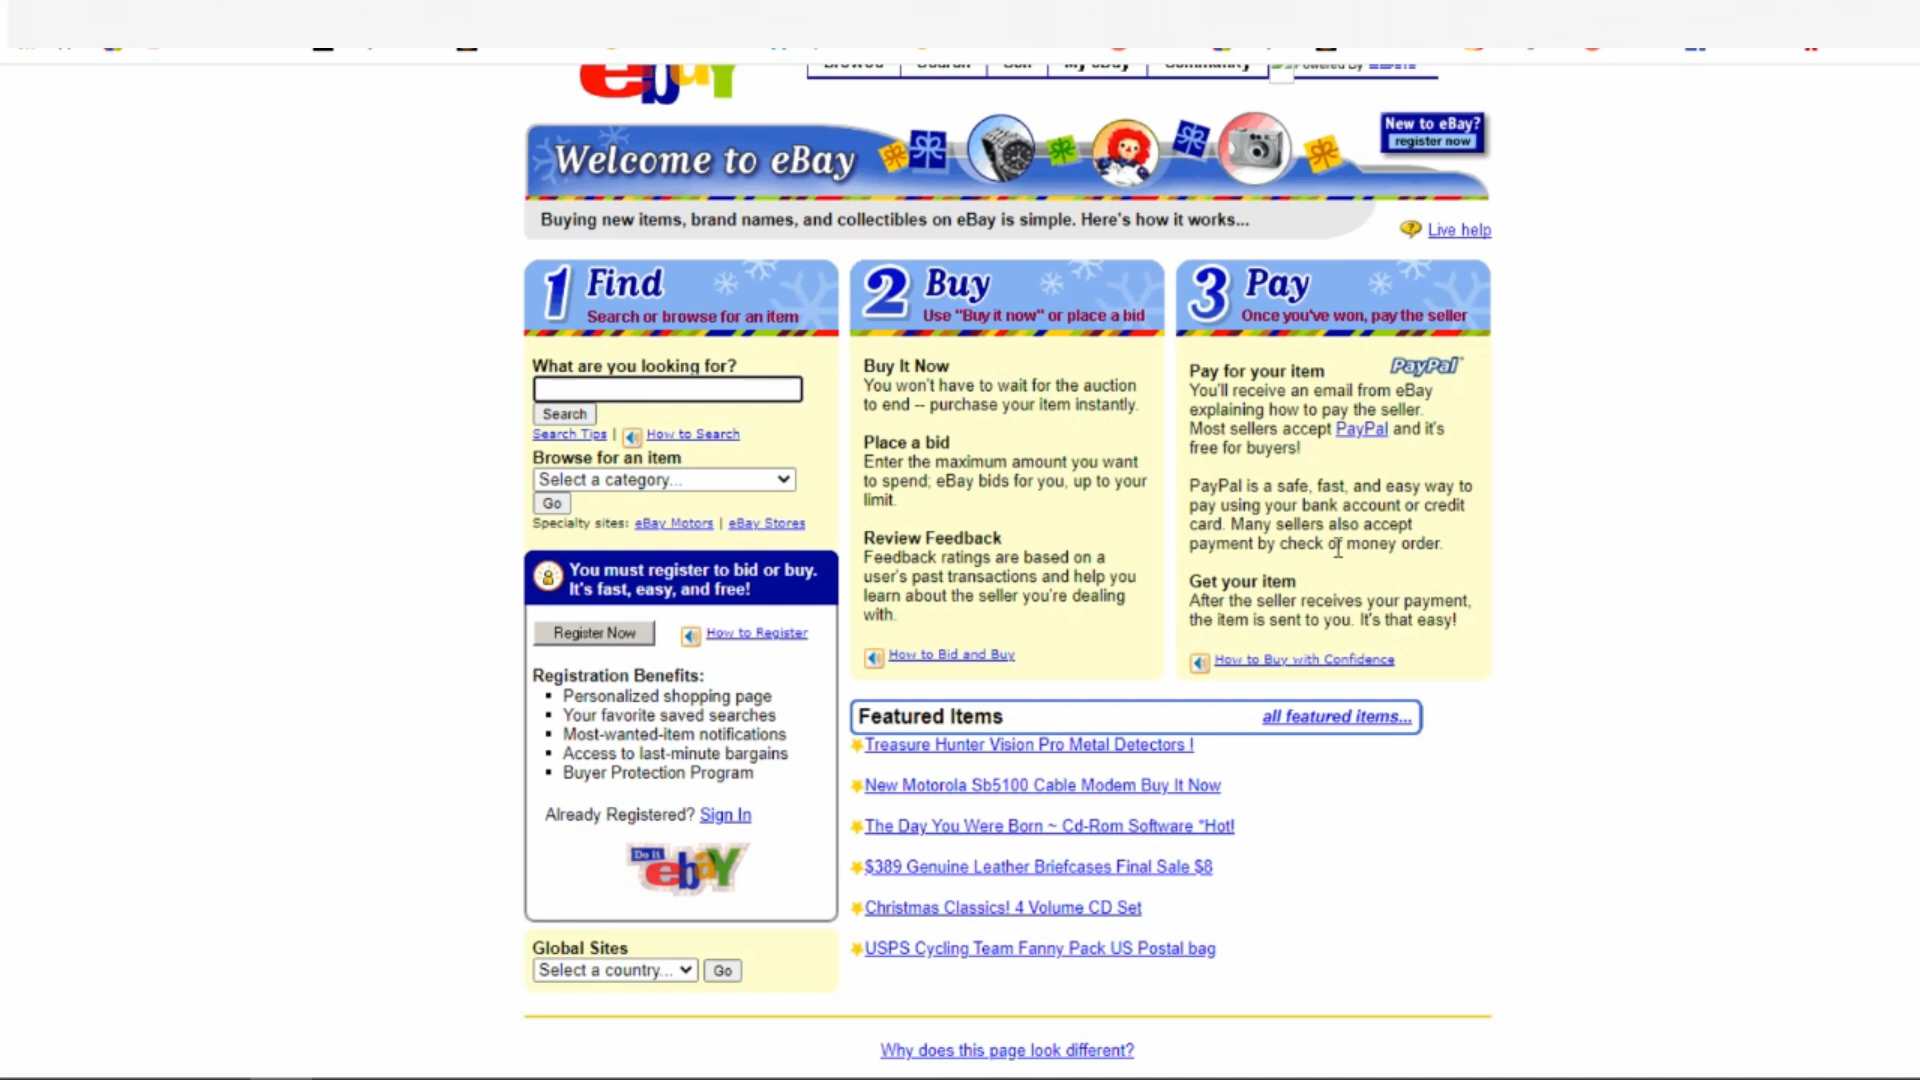 ebay
Browse Search Sell My eBay Community Powered By
Welcome to eBay
New to eBay?
register now
Buying new items, brand names, and collectibles on eBay is simple. Here's how it works...
Live help
1 Find
Search or browse for an item
What are you looking for?
Search
Search Tips | How to Search
Browse for an item
Select a category...
Go
Specialty sites: eBay Motors | eBay Stores
You must register to bid or buy.
It's fast, easy, and free!
Register Now How to Register
Registration Benefits:
Personalized shopping page
Your favorite saved searches
Most-wanted-item notifications
Access to last-minute bargains
Buyer Protection Program
Already Registered? Sign In
Do It
ebaY
Global Sites
Select a country... Go
2 Buy
Use "Buy it now" or place a bid
Buy It Now
You won't have to wait for the auction
to end -- purchase your item instantly.
Place a bid
Enter the maximum amount you want
to spend; eBay bids for you, up to your
limit.
Review Feedback
Feedback ratings are based on a
user's past transactions and help you
learn about the seller you're dealing
with.
How to Bid and Buy
3 Pay
Once you've won, pay the seller
PayPal
Pay for your item
You'll receive an email from eBay
explaining how to pay the seller.
Most sellers accept PayPal and it's
free for buyers!
PayPal is a safe, fast, and easy way to
pay using your bank account or credit
card. Many sellers also accept
payment by check or money order.
Get your item
After the seller receives your payment,
the item is sent to you. It's that easy!
How to Buy with Confidence
Featured Items all featured items...
Treasure Hunter Vision Pro Metal Detectors !
New Motorola Sb5100 Cable Modem Buy It Now
The Day You Were Born ~ Cd-Rom Software "Hot!
$389 Genuine Leather Briefcases Final Sale $8
Christmas Classics! 4 Volume CD Set
USPS Cycling Team Fanny Pack US Postal bag
Why does this page look different?